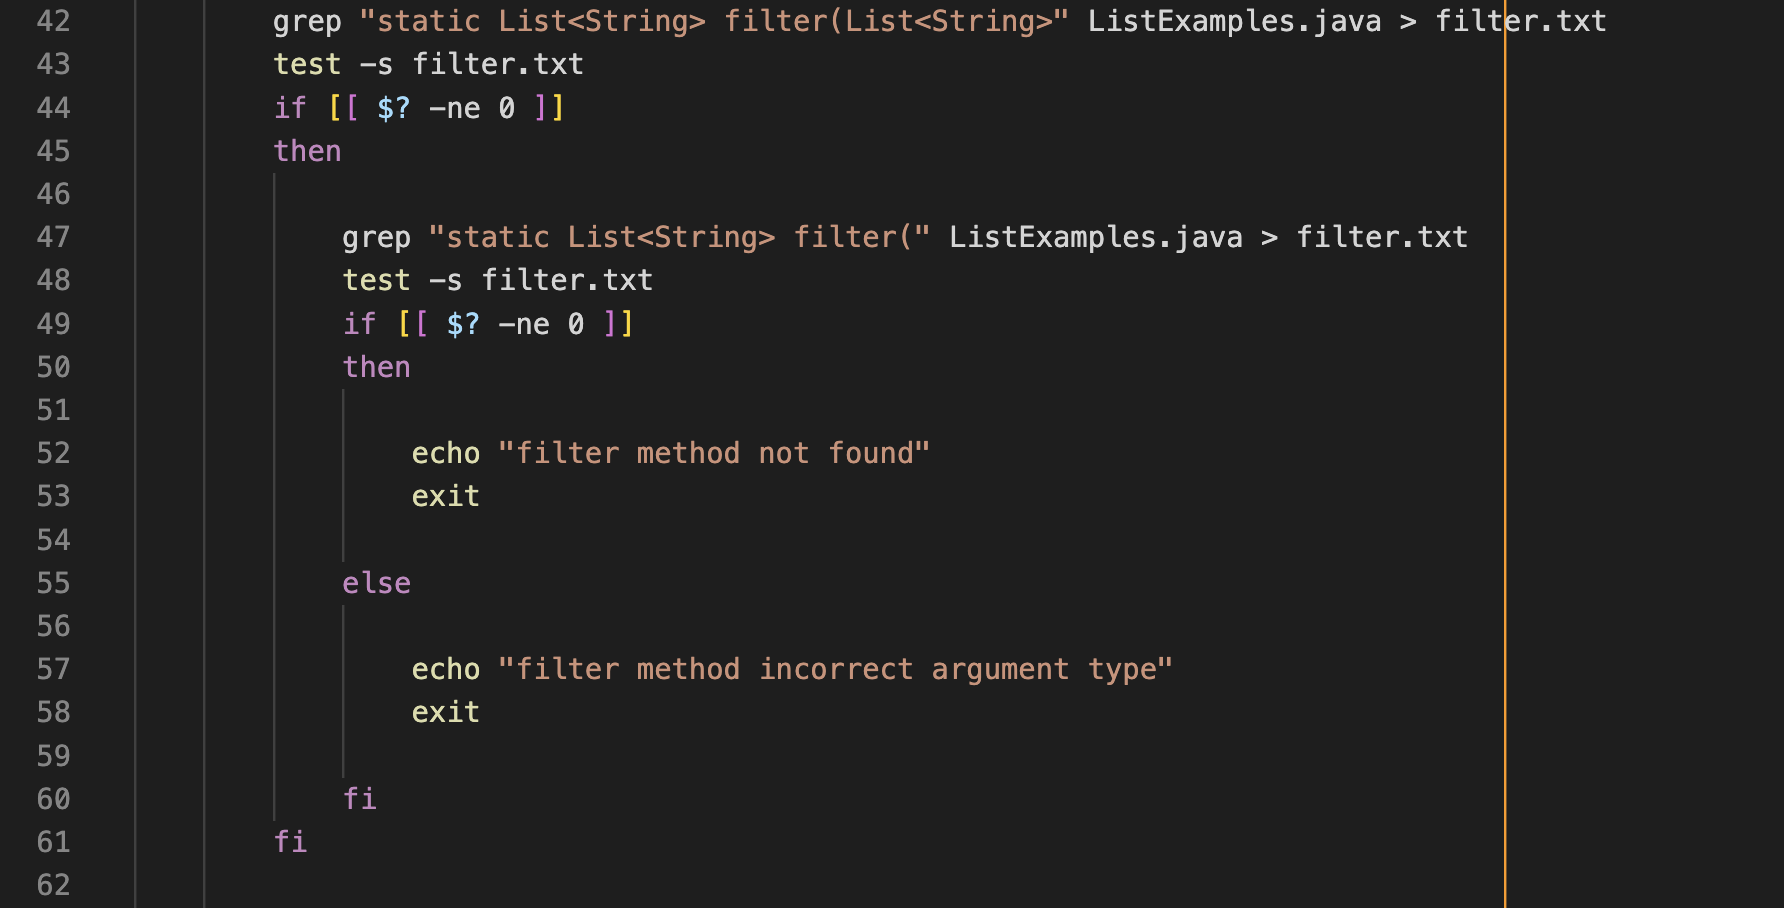 42 grep "static List<String> filter(List<String>" ListExamples.java > filter.txt
43 test -s filter.txt
44 if [[ $? -ne 0 ]]
45 then
46
47 grep "static List<String> filter(" ListExamples.java > filter.txt
48 test -s filter.txt
49 if [[ $? -ne 0 ]]
50 then
51
52 echo "filter method not found"
53 exit
54
55 else
56
57 echo "filter method incorrect argument type"
58 exit
59
60 fi
61 fi
62